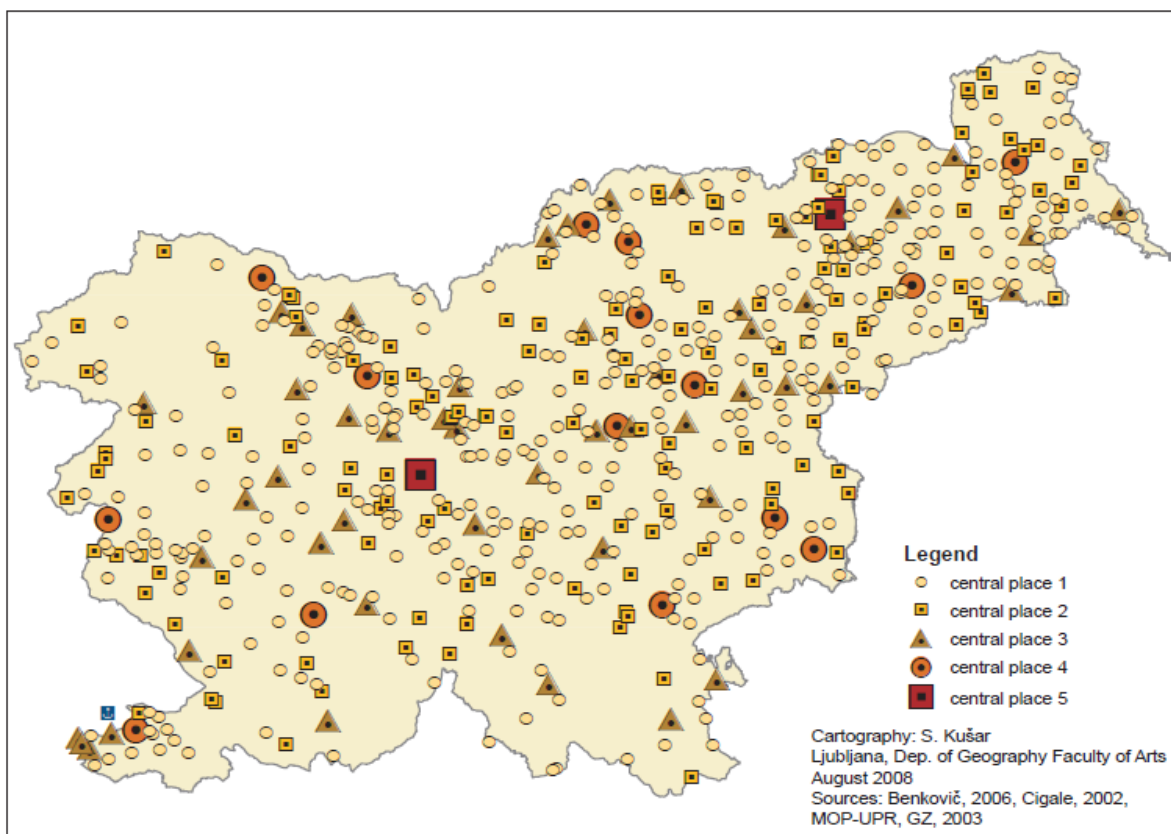 Legend
central place 1
central place 2
central place 3
central place 4
central place 5
Cartography: S. Kušar
Ljubljana, Dep. of Geography Faculty of Arts
August 2008
Sources: Benkovič, 2006, Cigale, 2002,
MOP-UPR, GZ, 2003